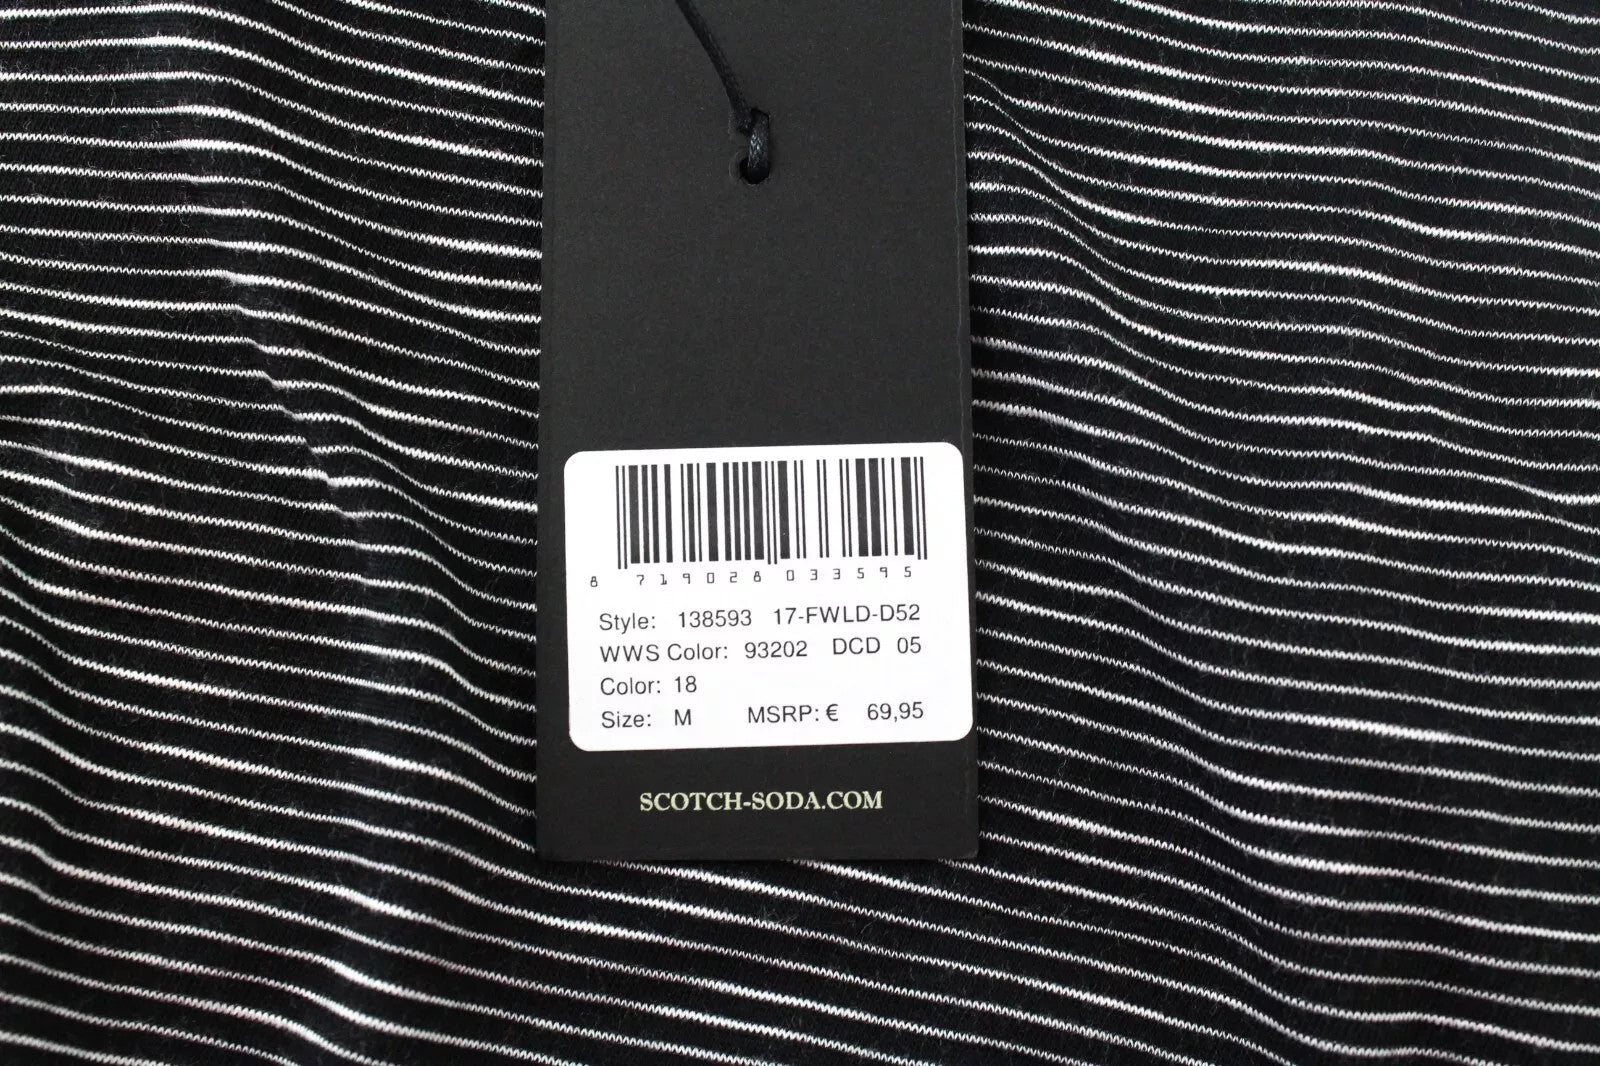 8 719028 033595
Style: 138593 17-FWLD-D52
WWS Color: 93202 DCD 05
Color: 18
Size: M MSRP: € 69,95
SCOTCH-SODA.COM